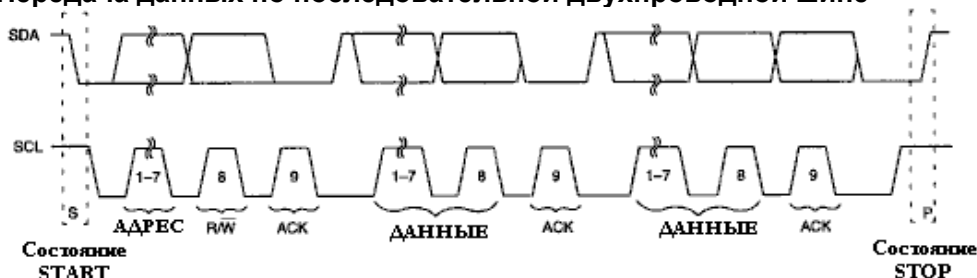 Передача данных по последовательной двухпроводной шине
SDA
SCL
1–7 8 9 1–7 8 9 1–7 8 9
S P
АДРЕС R/W̅ ACK ДАННЫЕ ACK ДАННЫЕ ACK
Состояние START
Состояние STOP